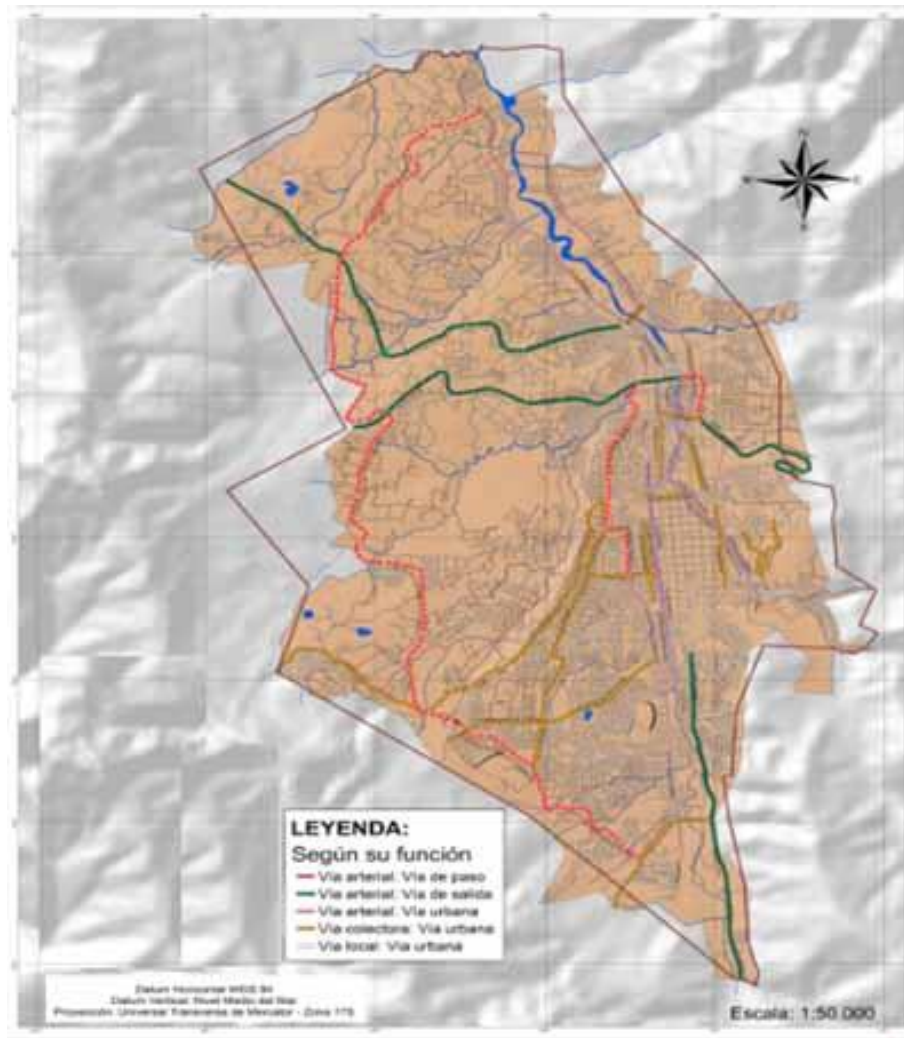 LEYENDA:
Según su función
Vía arterial: Vía de paso
Vía arterial: Vía de salida
Vía arterial: Vía urbana
Vía colectora: Vía urbana
Vía local: Vía urbana
Datum Horizontal WGS 84
Datum Vertical: Nivel Medio del Mar
Proyección: Universal Transversa de Mercator - Zona 17S
Escala: 1:50.000